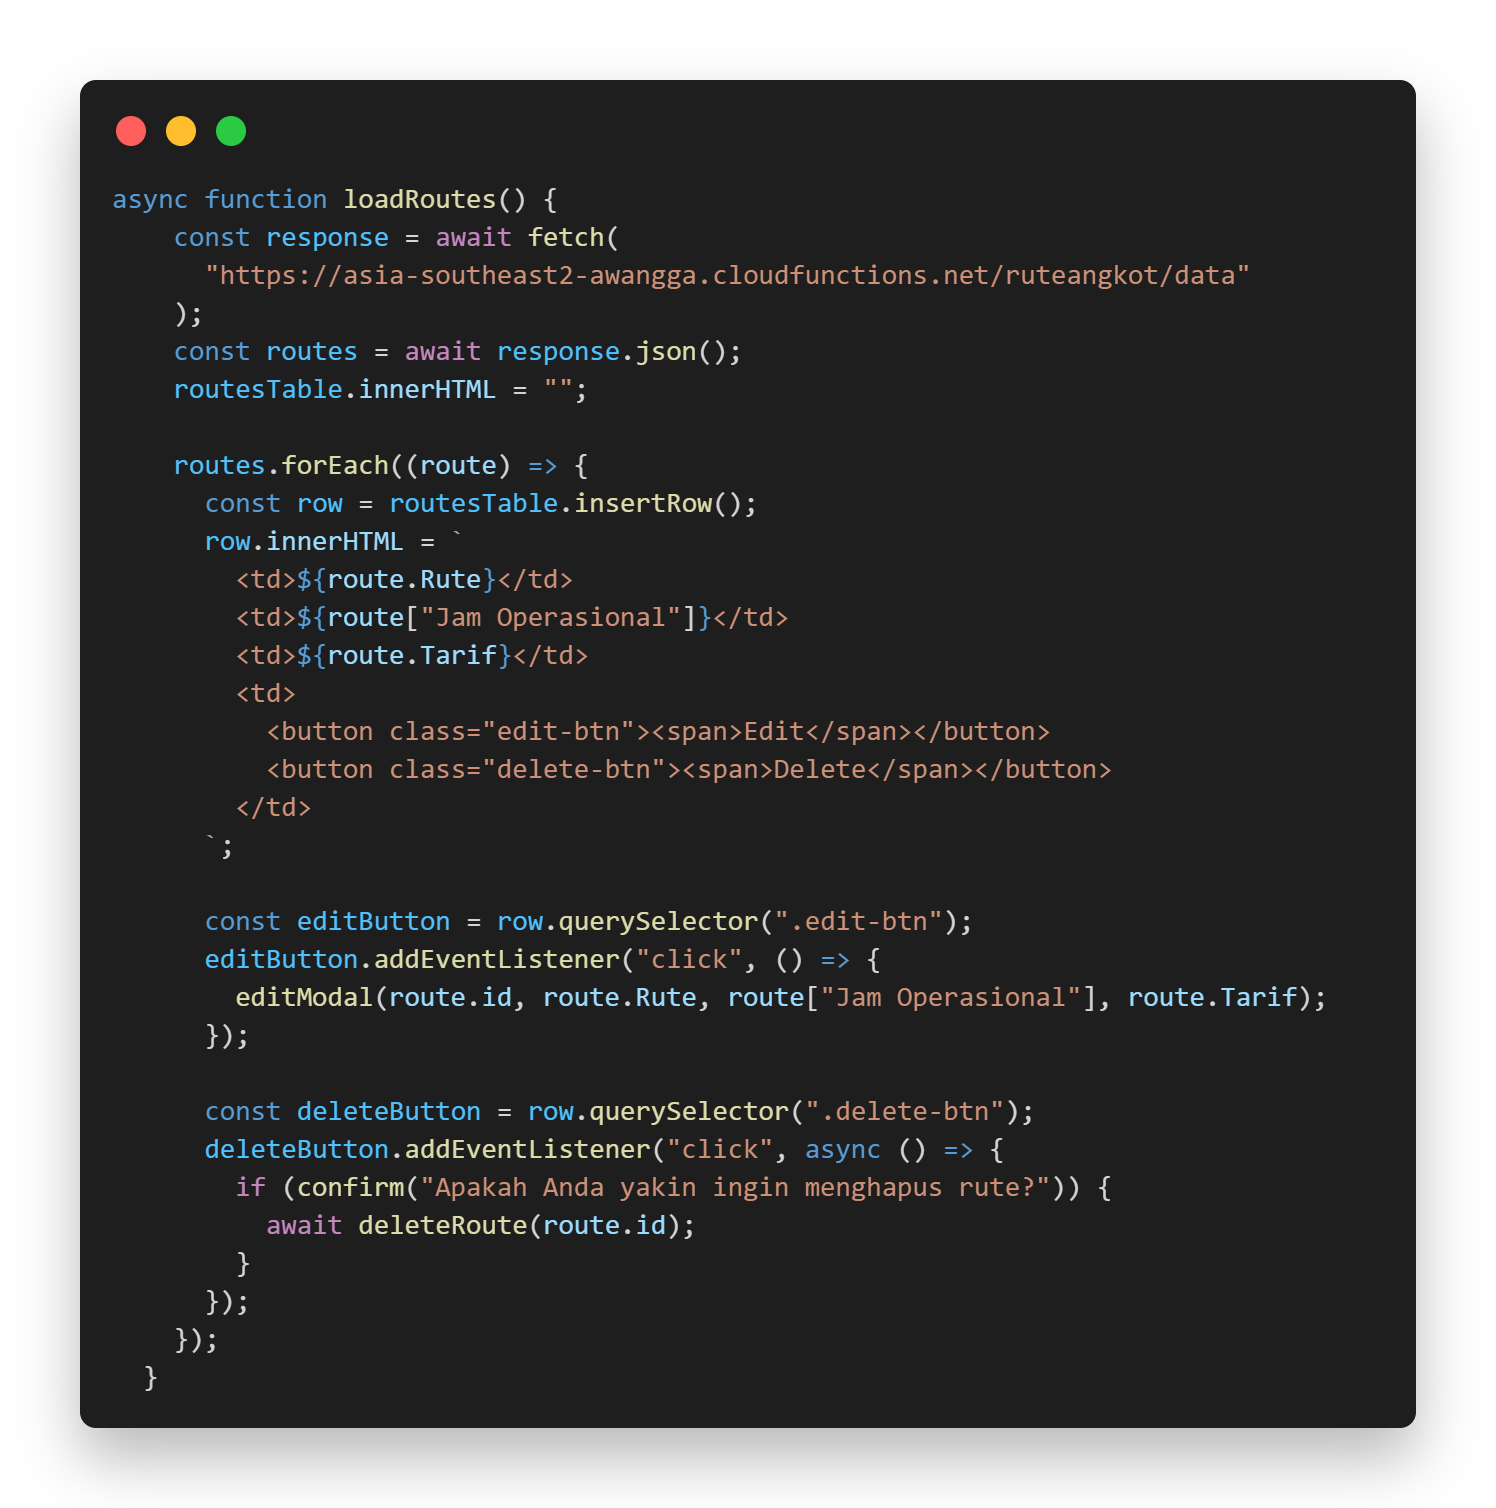 async function loadRoutes() {
    const response = await fetch(
      "https://asia-southeast2-awangga.cloudfunctions.net/ruteangkot/data"
    );
    const routes = await response.json();
    routesTable.innerHTML = "";

    routes.forEach((route) => {
      const row = routesTable.insertRow();
      row.innerHTML = `
        <td>${route.Rute}</td>
        <td>${route["Jam Operasional"]}</td>
        <td>${route.Tarif}</td>
        <td>
          <button class="edit-btn"><span>Edit</span></button>
          <button class="delete-btn"><span>Delete</span></button>
        </td>
      `;

      const editButton = row.querySelector(".edit-btn");
      editButton.addEventListener("click", () => {
        editModal(route.id, route.Rute, route["Jam Operasional"], route.Tarif);
      });

      const deleteButton = row.querySelector(".delete-btn");
      deleteButton.addEventListener("click", async () => {
        if (confirm("Apakah Anda yakin ingin menghapus rute?")) {
          await deleteRoute(route.id);
        }
      });
    });
  }